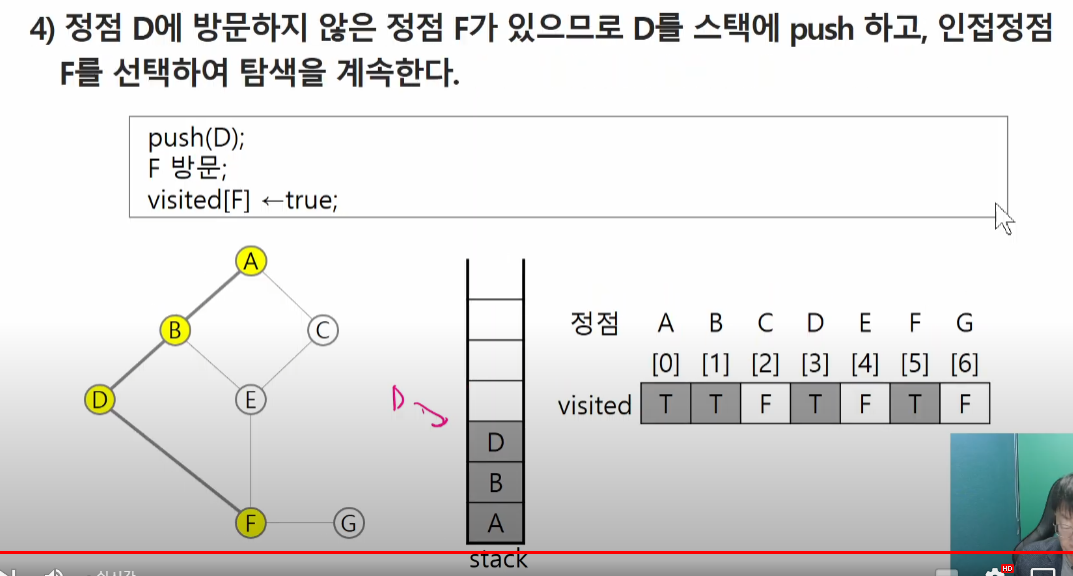 4) 정점 D에 방문하지 않은 정점 F가 있으므로 D를 스택에 push 하고, 인접정점
F를 선택하여 탐색을 계속한다.
push(D);
F 방문;
visited[F] ←true;
A
B
C
D
E
F
G
D
D
B
A
stack
정점 A B C D E F G
[0] [1] [2] [3] [4] [5] [6]
visited T T F T F T F
HD